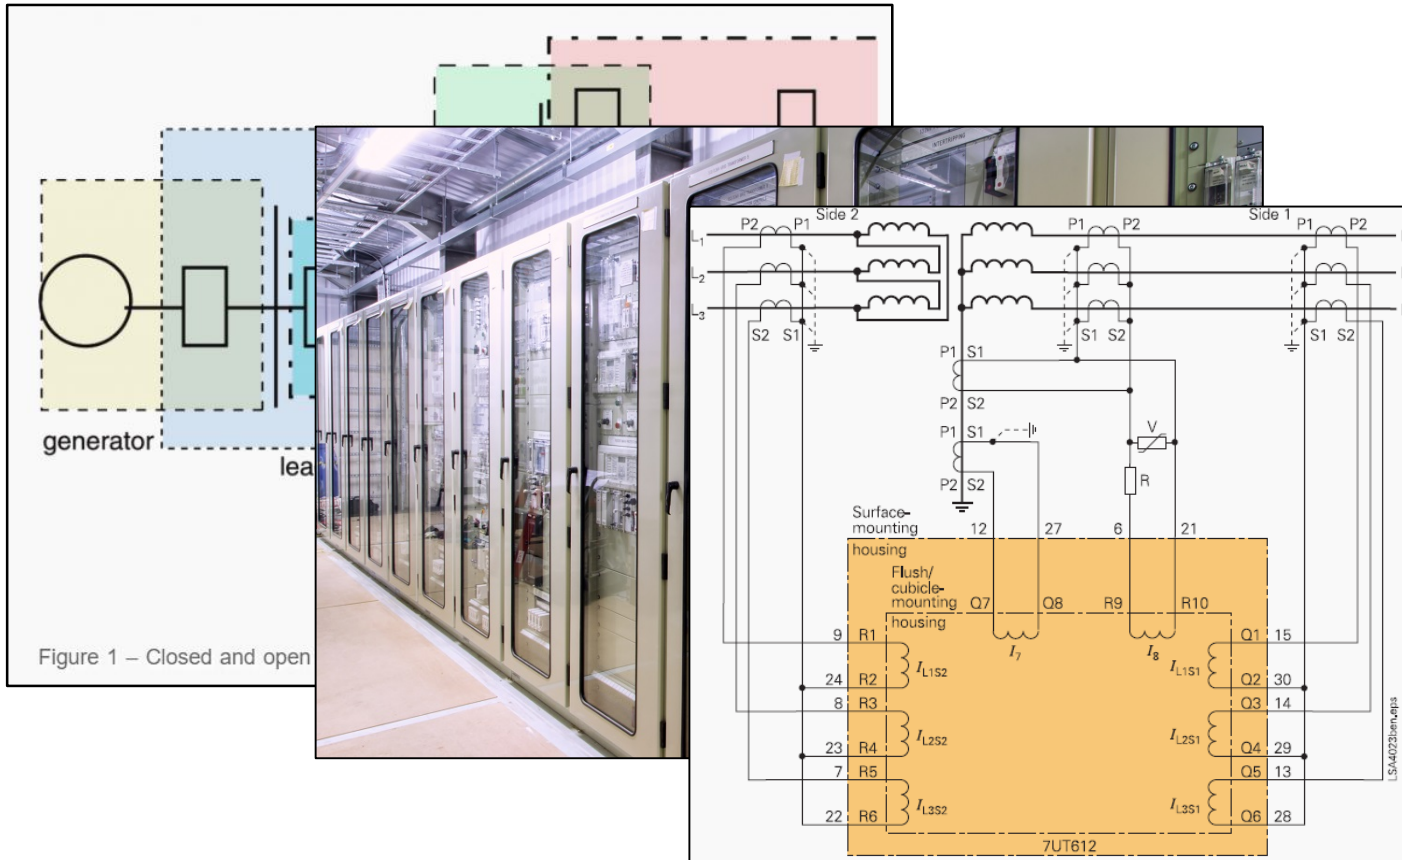 generator
lea
Figure 1 – Closed and open
INTERTRIPPING
Side 2
Side 1
P2 P1
P1 P2
P1 P2
L1
L2
L3
S2 S1
S1 S2
S1 S2
P1 S1
P2 S2
P1 S1
P2 S2
V
R
Surface-
mounting
housing
12 27 6 21
Flush/
cubicle-
mounting
housing
Q7 Q8 R9 R10
I7 I8
9 R1 IL1S2
24 R2
8 R3 IL2S2
23 R4
7 R5 IL3S2
22 R6
IL1S1 Q1 15
Q2 30
IL2S1 Q3 14
Q4 29
IL3S1 Q5 13
Q6 28
7UT612
LSA4023ben.eps